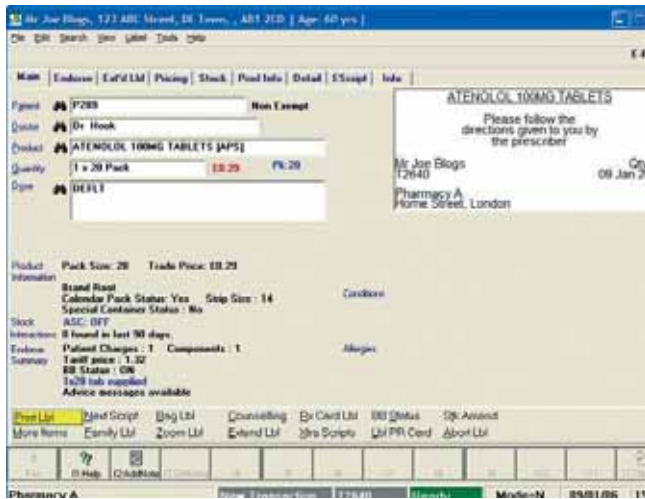 Mr Joe Blogs, 123 ABC Street, DE Town, , AB1 2CD | Age: 60 yrs |
File Edit Search View Label Tools Help
Main Endorse Ext'd Lbl Pricing Stock Prod Info Detail EScript Info
Patient P289 Non Exempt
Doctor Dr Hook
Product ATENOLOL 100MG TABLETS [APS]
Quantity 1 x 28 Pack £0.29 Pk: 28
Dose DEFLT
ATENOLOL 100MG TABLETS
Please follow the
directions given to you by
the prescriber
Mr Joe Blogs
T2640 09 Jan
Pharmacy A
Home Street, London
Product Information Pack Size: 28 Trade Price: £0.29
Calendar Pack Status: Yes Strip Size : 14
Special Container Status : No
Stock ASC: OFF
Interactions 0 found in last 90 days.
Endorse Summary Patient Charges : 1 Components : 1
Tariff price : 1.32
BB Status : ON
1x28 tab supplied
Advice messages available
Conditions
Allergies
Print Lbl Next Script Bag Lbl Counselling Rx Card Lbl BB Status Stk Amend
More Items Family Lbl Zoom Lbl Extend Lbl Xtra Scripts Lbl PR Card Abort Lbl
Help
Pharmacy A New Transaction T2640 Ready Mode=N 09/01/06